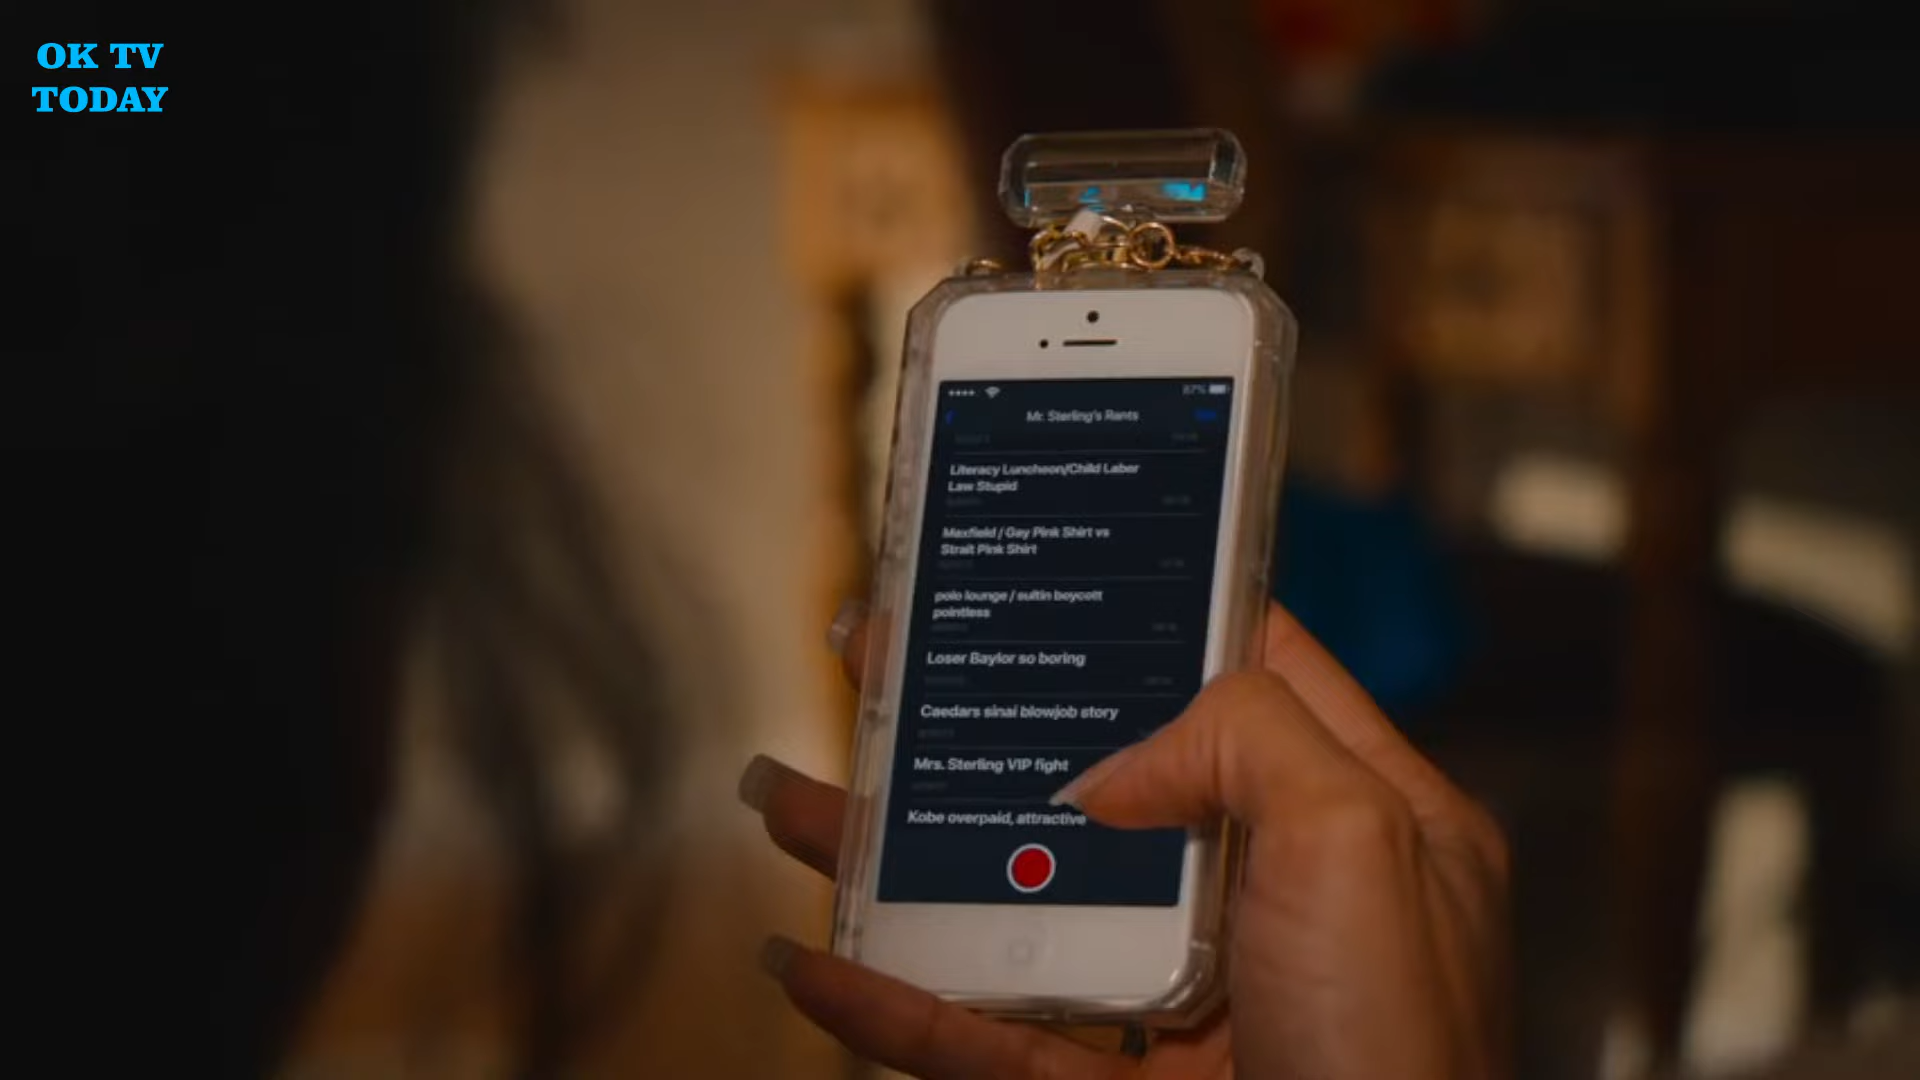 OK TV
TODAY
Mr. Sterling's Rants
Literacy Luncheon/Child Laber
Law Stupid
Maxfield / Gay Pink Shirt vs
Strait Pink Shirt
polo lounge / sultin boycott
pointless
Loser Baylor so boring
Caedars sinai blowjob story
Mrs. Sterling VIP fight
Kobe overpaid, attractive